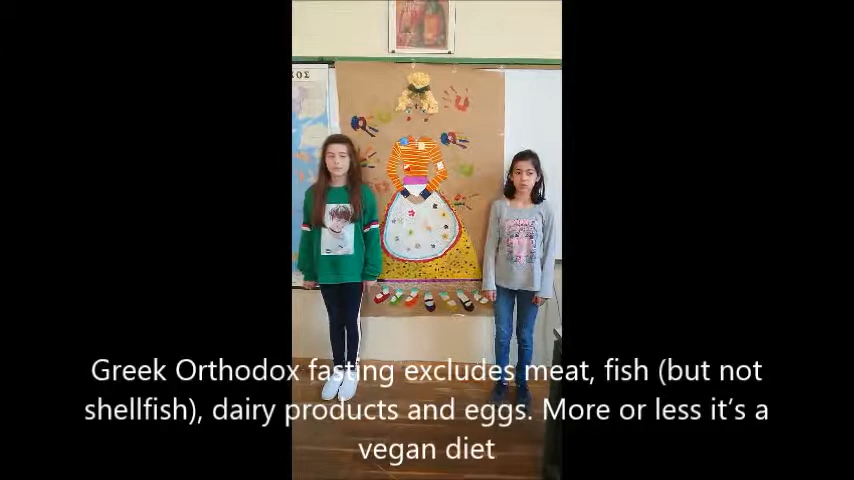 ΚΟΣ
Greek Orthodox fasting excludes meat, fish (but not
shellfish), dairy products and eggs. More or less it's a
vegan diet